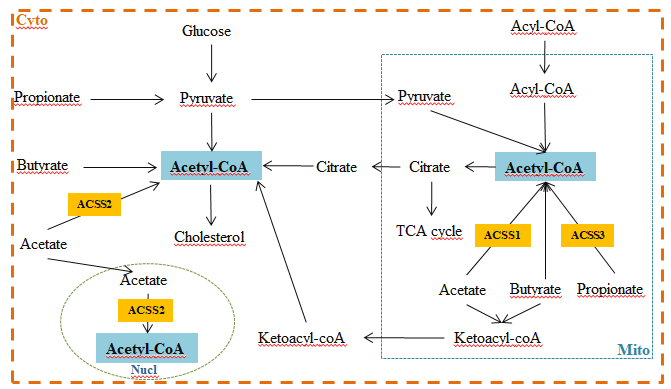 Cyto
Acyl-CoA
Glucose
Acyl-CoA
Propionate
Pyruvate
Pyruvate
Butyrate
Acetyl-CoA
Citrate
Citrate
Acetyl-CoA
ACSS2
TCA cycle
ACSS1
ACSS3
Acetate
Cholesterol
Acetate
Acetate
Butyrate
Propionate
ACSS2
Ketoacyl-coA
Ketoacyl-coA
Acetyl-CoA
Mito
Nucl